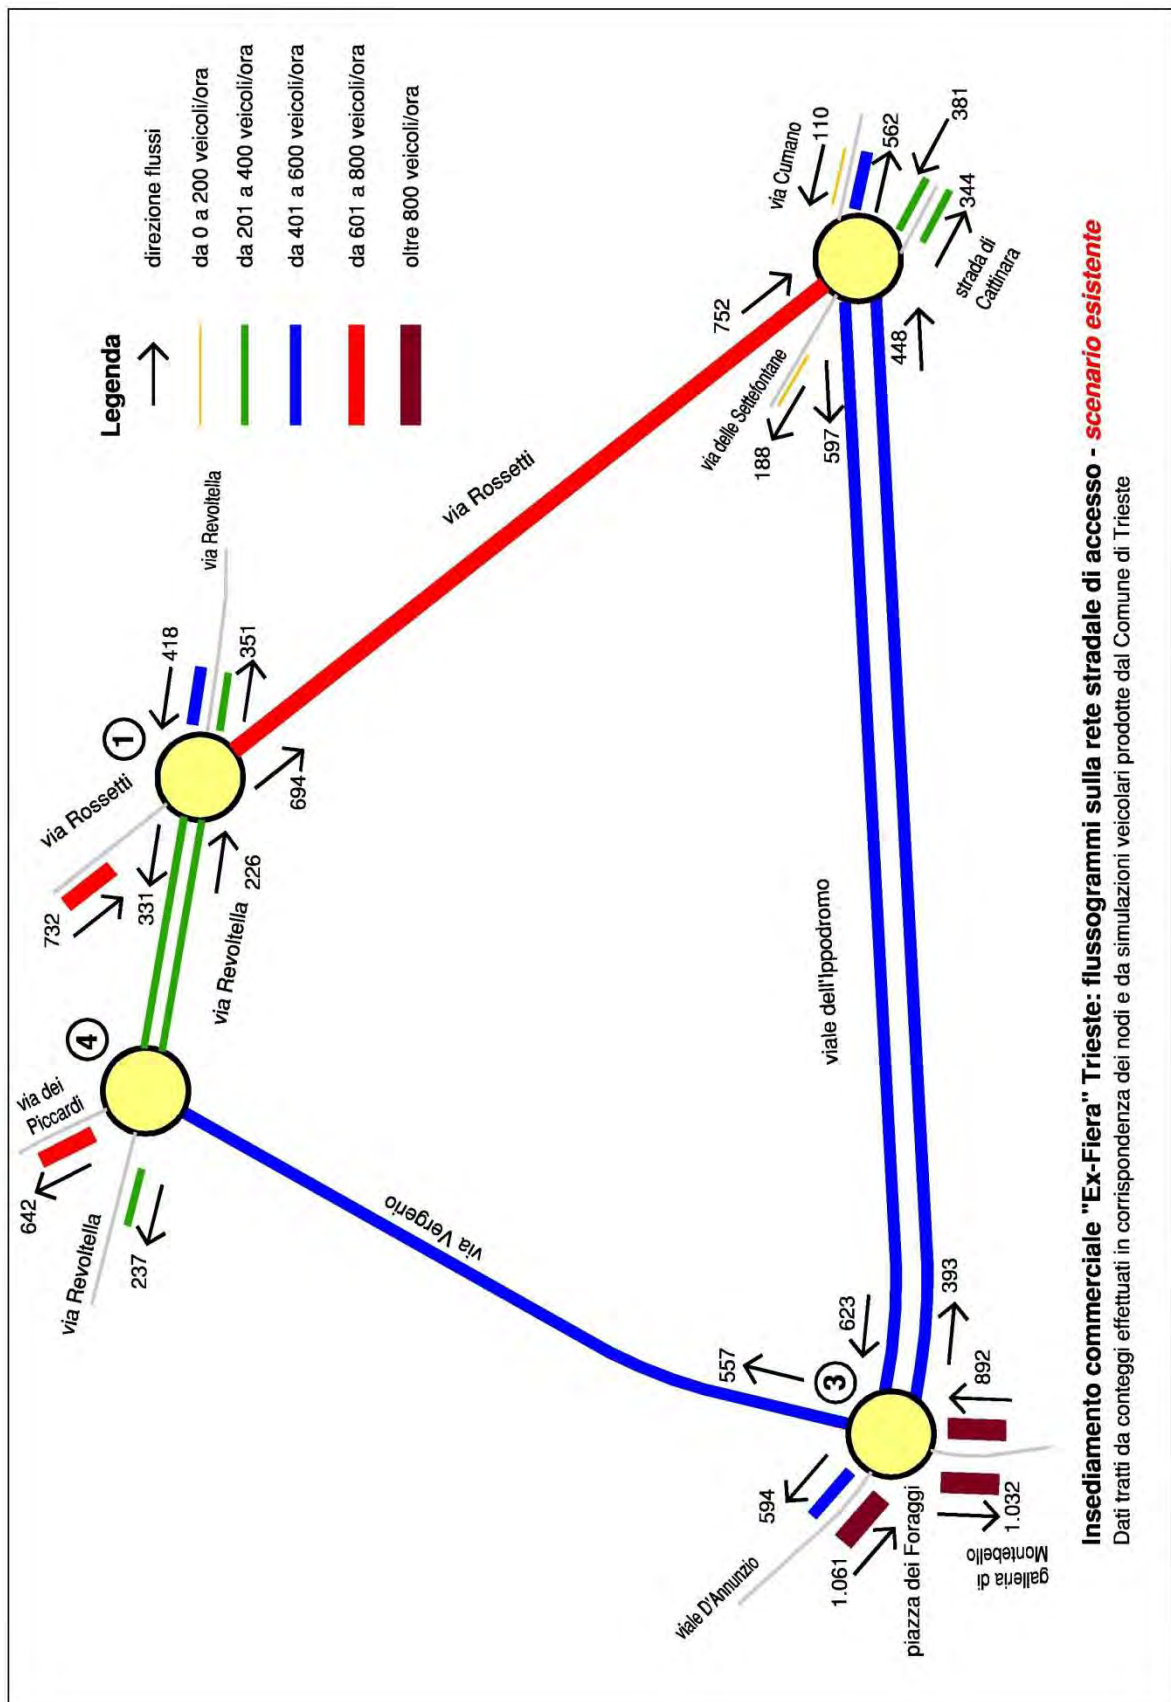 Legenda
direzione flussi
da 0 a 200 veicoli/ora
da 201 a 400 veicoli/ora
da 401 a 600 veicoli/ora
da 601 a 800 veicoli/ora
oltre 800 veicoli/ora
via dei
Piccardi
642
4
via Revoltella
237
via Rossetti
732
1
418
via Revoltella
351
331
226
via Revoltella
694
via Rossetti
752
via Cumano
110
562
381
344
strada di
Cattinara
via delle Settefontane
188
597
448
via Vergerio
viale dell'Ippodromo
557
3
623
393
594
viale D'Annunzio
1.061
piazza dei Foraggi
892
1.032
galleria di
Montebello
Insediamento commerciale "Ex-Fiera" Trieste: flussogrammi sulla rete stradale di accesso - scenario esistente
Dati tratti da conteggi effettuati in corrispondenza dei nodi e da simulazioni veicolari prodotte dal Comune di Trieste